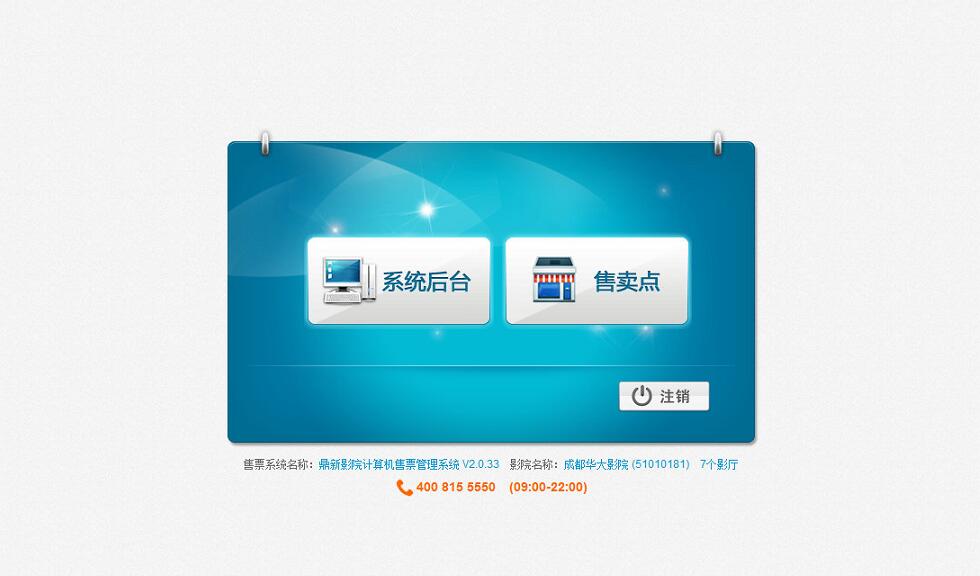 系统后台
售卖点
注销
售票系统名称：鼎新影院计算机售票管理系统 V2.0.33 影院名称：成都华大影院 (51010181) 7个影厅
400 815 5550 (09:00-22:00)